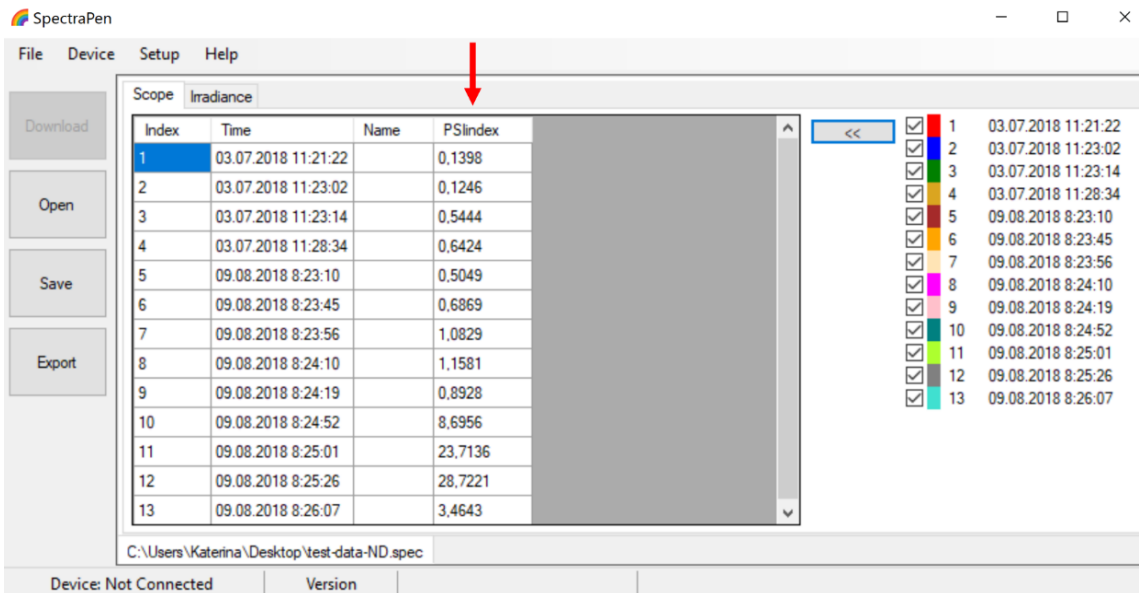 SpectraPen
File Device Setup Help
Scope Irradiance
Download
Open
Save
Export
Index Time Name PSIindex
1 03.07.2018 11:21:22 0,1398
2 03.07.2018 11:23:02 0,1246
3 03.07.2018 11:23:14 0,5444
4 03.07.2018 11:28:34 0,6424
5 09.08.2018 8:23:10 0,5049
6 09.08.2018 8:23:45 0,6869
7 09.08.2018 8:23:56 1,0829
8 09.08.2018 8:24:10 1,1581
9 09.08.2018 8:24:19 0,8928
10 09.08.2018 8:24:52 8,6956
11 09.08.2018 8:25:01 23,7136
12 09.08.2018 8:25:26 28,7221
13 09.08.2018 8:26:07 3,4643
<<
1 03.07.2018 11:21:22
2 03.07.2018 11:23:02
3 03.07.2018 11:23:14
4 03.07.2018 11:28:34
5 09.08.2018 8:23:10
6 09.08.2018 8:23:45
7 09.08.2018 8:23:56
8 09.08.2018 8:24:10
9 09.08.2018 8:24:19
10 09.08.2018 8:24:52
11 09.08.2018 8:25:01
12 09.08.2018 8:25:26
13 09.08.2018 8:26:07
C:\Users\Katerina\Desktop\test-data-ND.spec
Device: Not Connected Version